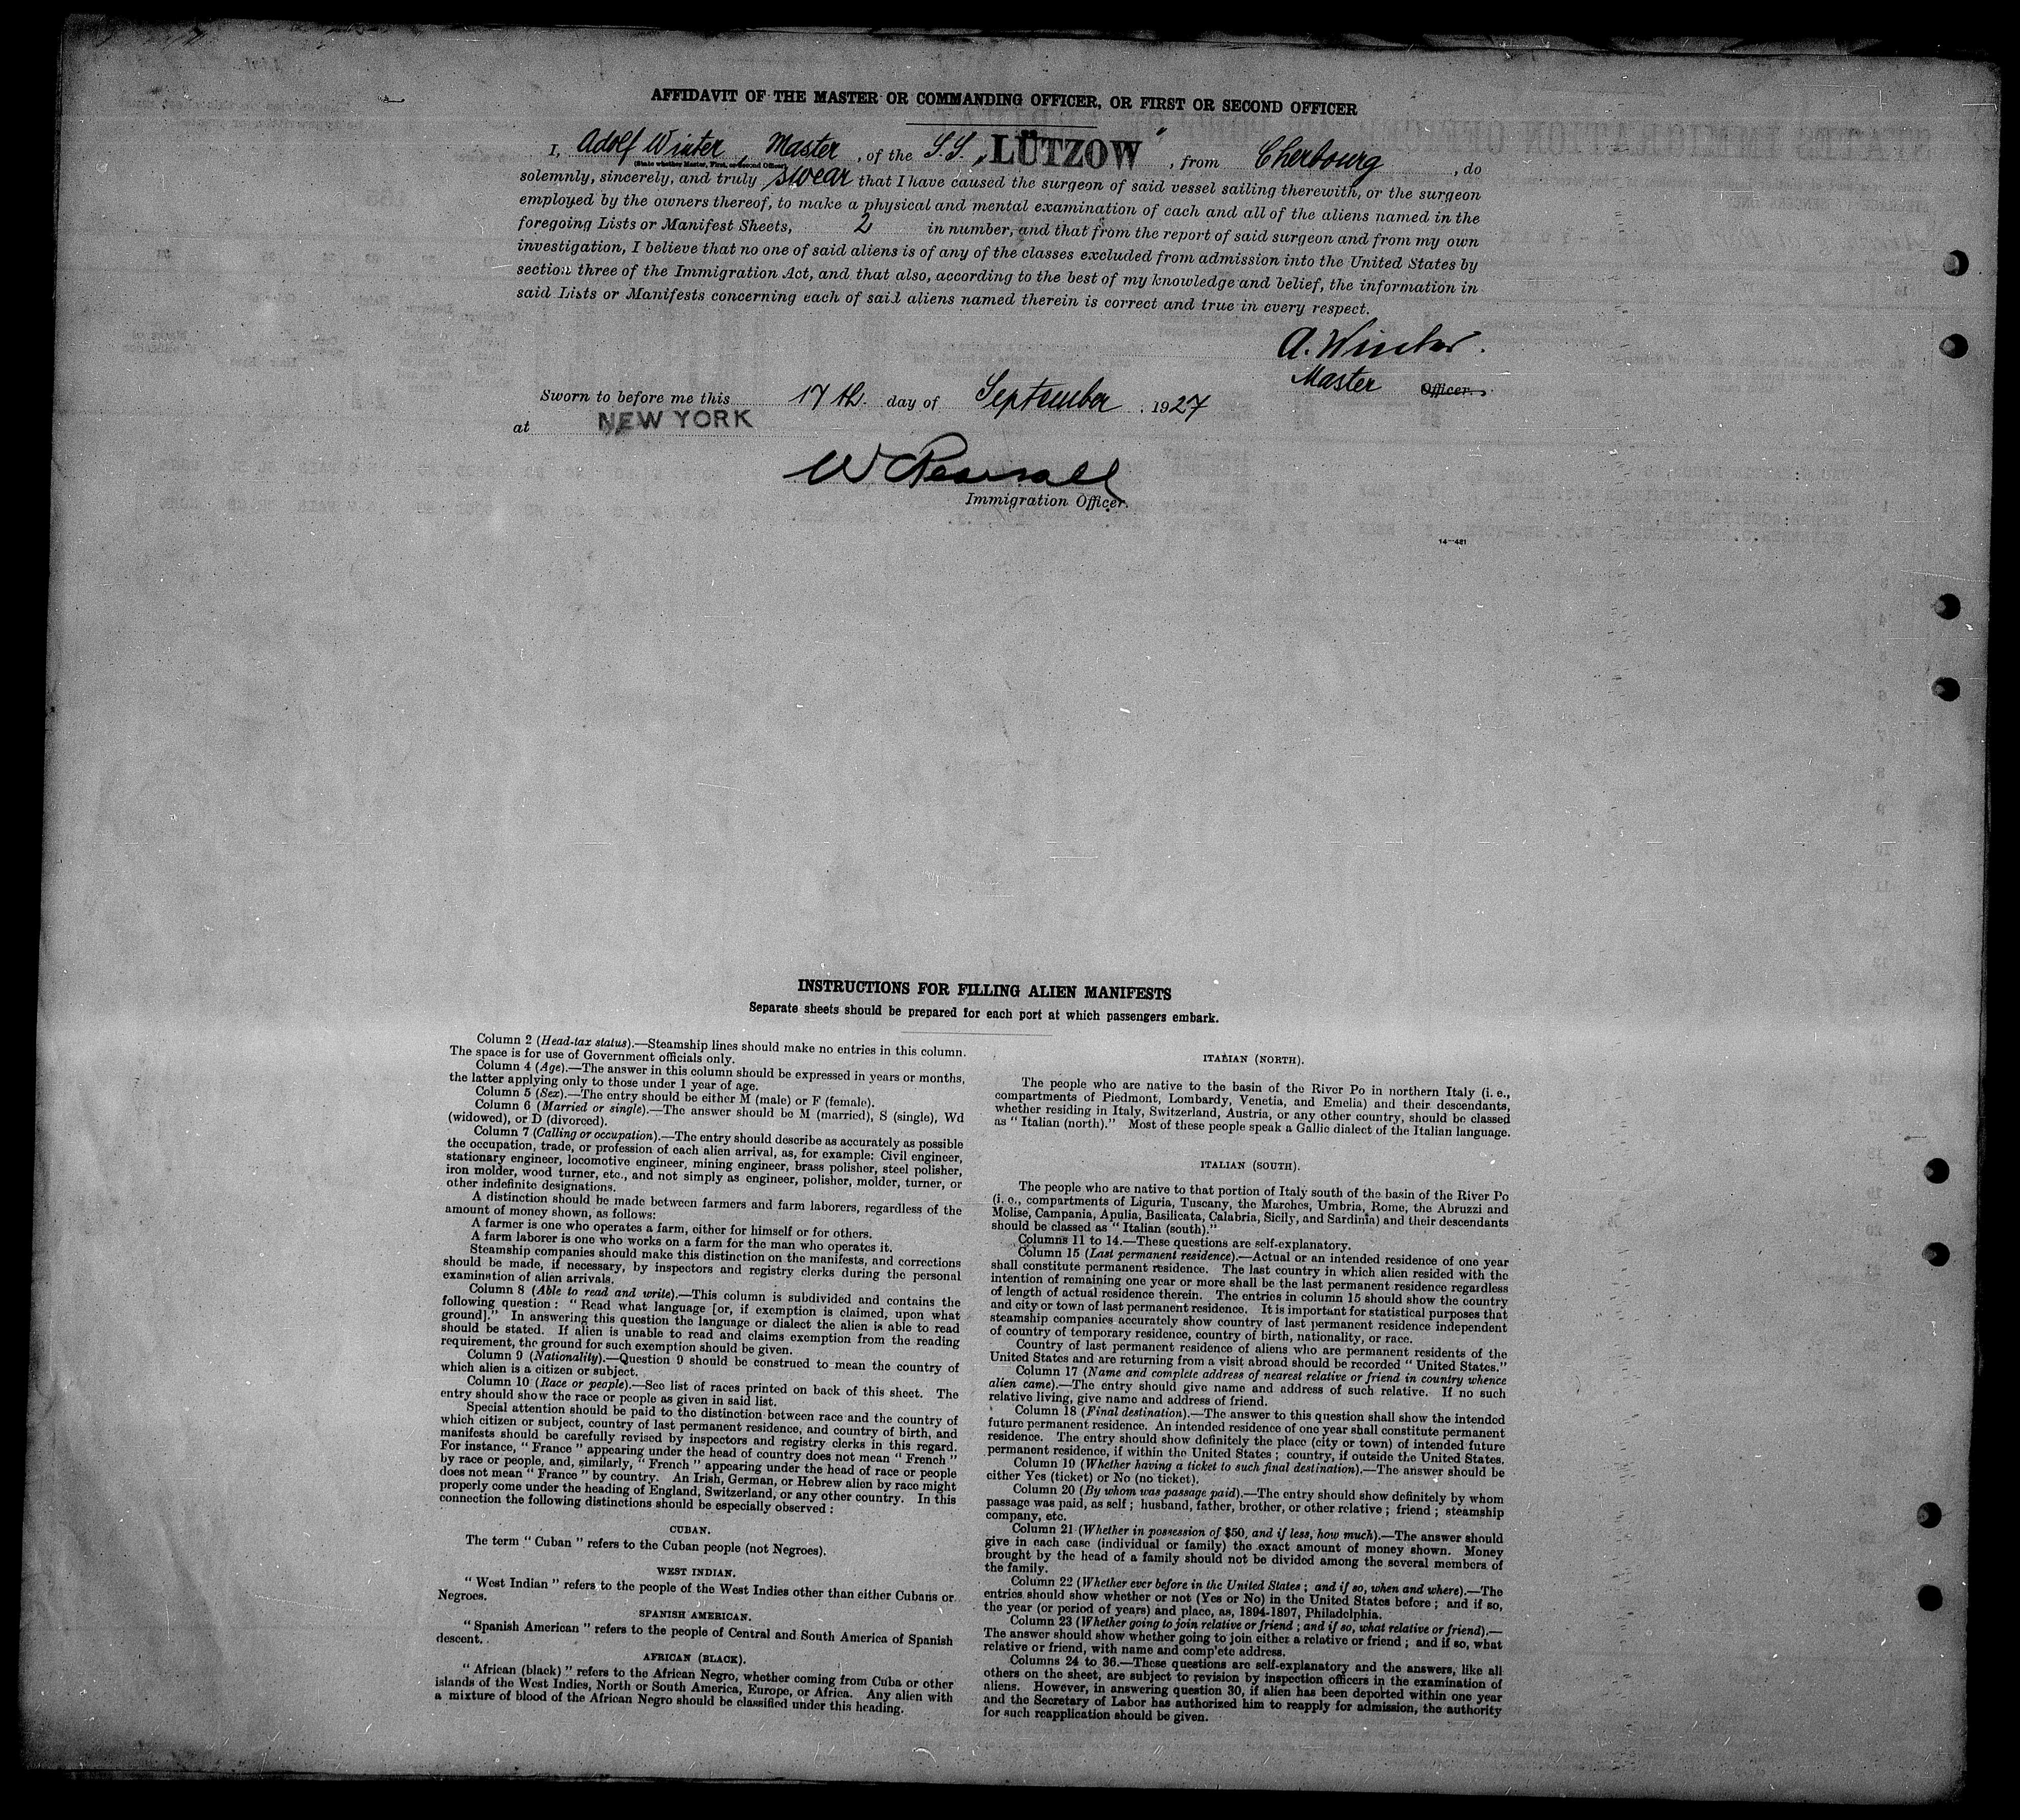 AFFIDAVIT OF THE MASTER OR COMMANDING OFFICER, OR FIRST OR SECOND OFFICER
I, Adolf Winter, Master, of the S.S. „LÜTZOW", from Cherbourg, do
(State whether Master, First, or Second Officer)
solemnly, sincerely, and truly swear that I have caused the surgeon of said vessel sailing therewith, or the surgeon
employed by the owners thereof, to make a physical and mental examination of each and all of the aliens named in the
foregoing Lists or Manifest Sheets, 2 in number, and that from the report of said surgeon and from my own
investigation, I believe that no one of said aliens is of any of the classes excluded from admission into the United States by
section three of the Immigration Act, and that also, according to the best of my knowledge and belief, the information in
said Lists or Manifests concerning each of said aliens named therein is correct and true in every respect.
A. Winter.
Master Officer.
Sworn to before me this 17th. day of September, 1927
at NEW YORK
Immigration Officer.
14—481
INSTRUCTIONS FOR FILLING ALIEN MANIFESTS
Separate sheets should be prepared for each port at which passengers embark.
Column 2 (Head-tax status).—Steamship lines should make no entries in this column.
The space is for use of Government officials only.
Column 4 (Age).—The answer in this column should be expressed in years or months,
the latter applying only to those under 1 year of age.
Column 5 (Sex).—The entry should be either M (male) or F (female).
Column 6 (Married or single).—The answer should be M (married), S (single), Wd
(widowed), or D (divorced).
Column 7 (Calling or occupation).—The entry should describe as accurately as possible
the occupation, trade, or profession of each alien arrival, as, for example: Civil engineer,
stationary engineer, locomotive engineer, mining engineer, brass polisher, steel polisher,
iron molder, wood turner, etc., and not simply as engineer, polisher, molder, turner, or
other indefinite designations.
A distinction should be made between farmers and farm laborers, regardless of the
amount of money shown, as follows:
A farmer is one who operates a farm, either for himself or for others.
A farm laborer is one who works on a farm for the man who operates it.
Steamship companies should make this distinction on the manifests, and corrections
should be made, if necessary, by inspectors and registry clerks during the personal
examination of alien arrivals.
Column 8 (Able to read and write).—This column is subdivided and contains the
following question: "Read what language [or, if exemption is claimed, upon what
ground]." In answering this question the language or dialect the alien is able to read
should be stated. If alien is unable to read and claims exemption from the reading
requirement, the ground for such exemption should be given.
Column 9 (Nationality).—Question 9 should be construed to mean the country of
which alien is a citizen or subject.
Column 10 (Race or people).—See list of races printed on back of this sheet. The
entry should show the race or people as given in said list.
Special attention should be paid to the distinction between race and the country of
which citizen or subject, country of last permanent residence, and country of birth, and
manifests should be carefully revised by inspectors and registry clerks in this regard.
For instance, "France" appearing under the head of country does not mean "French"
by race or people, and, similarly, "French" appearing under the head of race or people
does not mean "France" by country. An Irish, German, or Hebrew alien by race might
properly come under the heading of England, Switzerland, or any other country. In this
connection the following distinctions should be especially observed:
CUBAN.
The term "Cuban" refers to the Cuban people (not Negroes).
WEST INDIAN.
"West Indian" refers to the people of the West Indies other than either Cubans or
Negroes.
SPANISH AMERICAN.
"Spanish American" refers to the people of Central and South America of Spanish
descent.
AFRICAN (BLACK).
"African (black)" refers to the African Negro, whether coming from Cuba or other
islands of the West Indies, North or South America, Europe, or Africa. Any alien with
a mixture of blood of the African Negro should be classified under this heading.
ITALIAN (NORTH).
The people who are native to the basin of the River Po in northern Italy (i. e.,
compartments of Piedmont, Lombardy, Venetia, and Emelia) and their descendants,
whether residing in Italy, Switzerland, Austria, or any other country, should be classed
as "Italian (north)." Most of these people speak a Gallic dialect of the Italian language.
ITALIAN (SOUTH).
The people who are native to that portion of Italy south of the basin of the River Po
(i. e., compartments of Liguria, Tuscany, the Marches, Umbria, Rome, the Abruzzi and
Molise, Campania, Apulia, Basilicata, Calabria, Sicily, and Sardinia) and their descendants
should be classed as "Italian (south)."
Columns 11 to 14.—These questions are self-explanatory.
Column 15 (Last permanent residence).—Actual or an intended residence of one year
shall constitute permanent residence. The last country in which alien resided with the
intention of remaining one year or more shall be the last permanent residence regardless
of length of actual residence therein. The entries in column 15 should show the country
and city or town of last permanent residence. It is important for statistical purposes that
steamship companies accurately show country of last permanent residence independent
of country of temporary residence, country of birth, nationality, or race.
Country of last permanent residence of aliens who are permanent residents of the
United States and are returning from a visit abroad should be recorded "United States."
Column 17 (Name and complete address of nearest relative or friend in country whence
alien came).—The entry should give name and address of such relative. If no such
relative living, give name and address of friend.
Column 18 (Final destination).—The answer to this question shall show the intended
future permanent residence. An intended residence of one year shall constitute permanent
residence. The entry should show definitely the place (city or town) of intended future
permanent residence, if within the United States; country, if outside the United States.
Column 19 (Whether having a ticket to such final destination).—The answer should be
either Yes (ticket) or No (no ticket).
Column 20 (By whom was passage paid).—The entry should show definitely by whom
passage was paid, as self; husband, father, brother, or other relative; friend; steamship
company, etc.
Column 21 (Whether in possession of $50, and if less, how much).—The answer should
give in each case (individual or family) the exact amount of money shown. Money
brought by the head of a family should not be divided among the several members of
the family.
Column 22 (Whether ever before in the United States; and if so, when and where).—The
entries should show whether or not (Yes or No) in the United States before; and if so,
the year (or period of years) and place, as, 1894-1897, Philadelphia.
Column 23 (Whether going to join relative or friend; and if so, what relative or friend).—
The answer should show whether going to join either a relative or friend; and if so, what
relative or friend, with name and complete address.
Columns 24 to 36.—These questions are self-explanatory and the answers, like all
others on the sheet, are subject to revision by inspection officers in the examination of
aliens. However, in answering question 30, if alien has been deported within one year
and the Secretary of Labor has authorized him to reapply for admission, the authority
for such reapplication should be given.